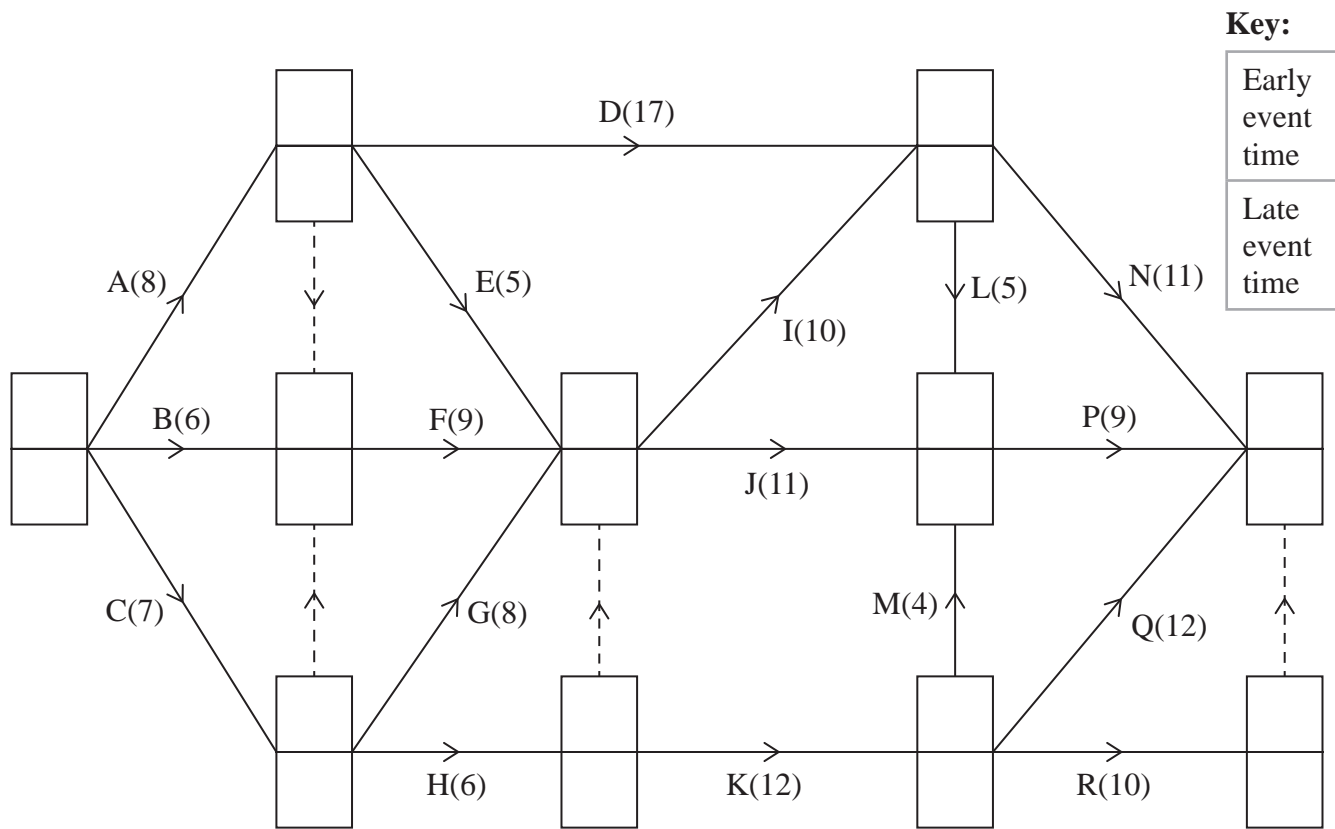 Key:
Early
event
time
Late
event
time
D(17)
A(8)
E(5)
I(10)
L(5)
N(11)
B(6)
F(9)
J(11)
P(9)
C(7)
G(8)
M(4)
Q(12)
H(6)
K(12)
R(10)